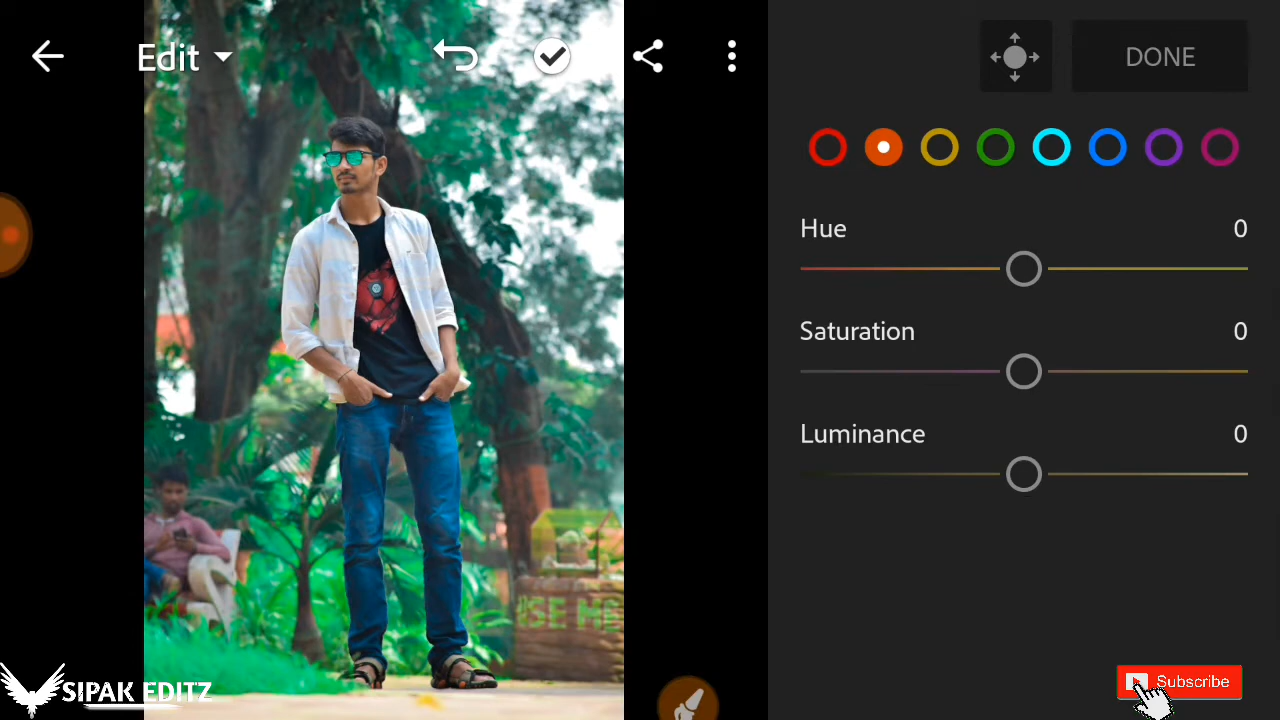 Edit
DONE
Hue 0
Saturation 0
Luminance 0
SIPAK EDITZ
Subscribe